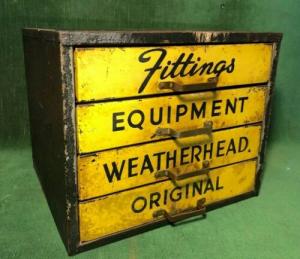 Fittings
EQUIPMENT
WEATHERHEAD.
ORIGINAL